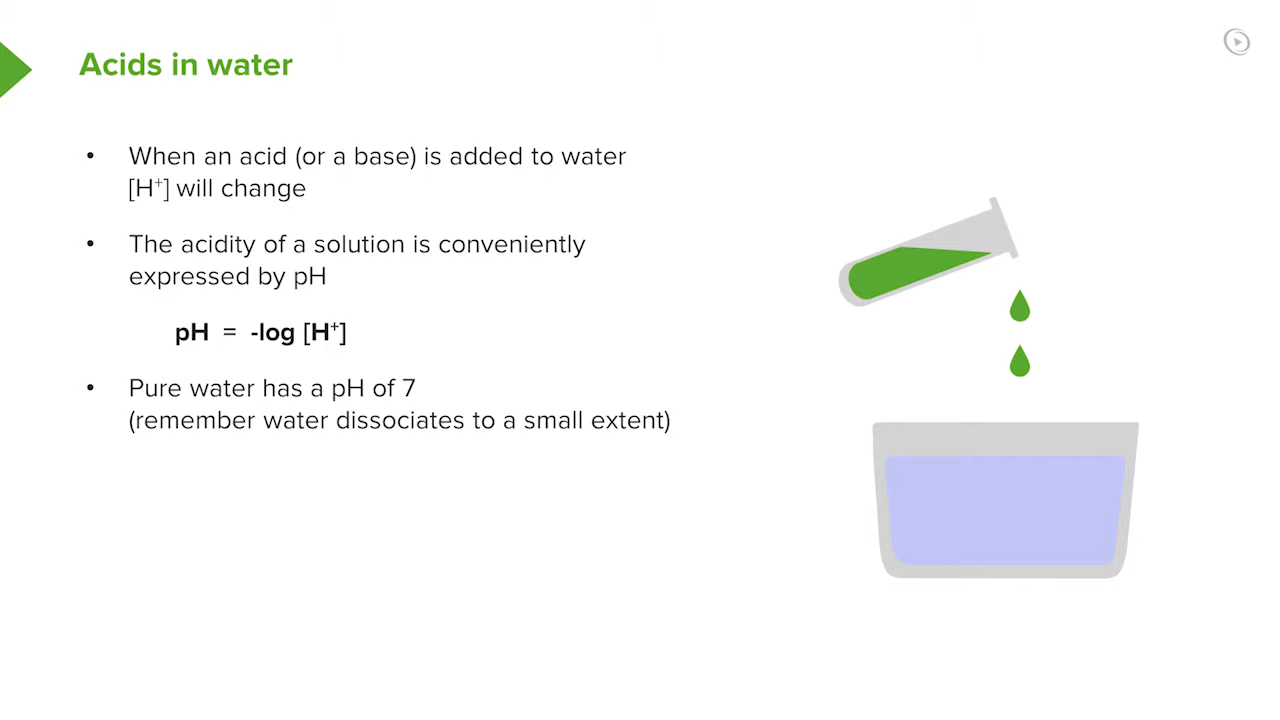 Acids in water
• When an acid (or a base) is added to water
[H⁺] will change
• The acidity of a solution is conveniently
expressed by pH
pH = -log [H⁺]
• Pure water has a pH of 7
(remember water dissociates to a small extent)